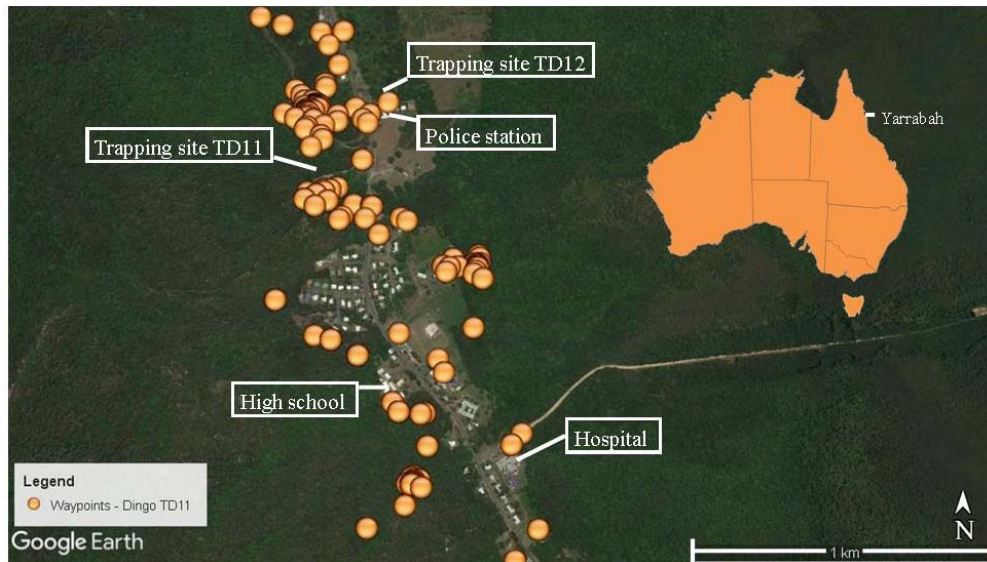 Trapping site TD12
Police station
Trapping site TD11
Yarrabah
High school
Hospital
Legend
Waypoints - Dingo TD11
Google Earth
N
1 km